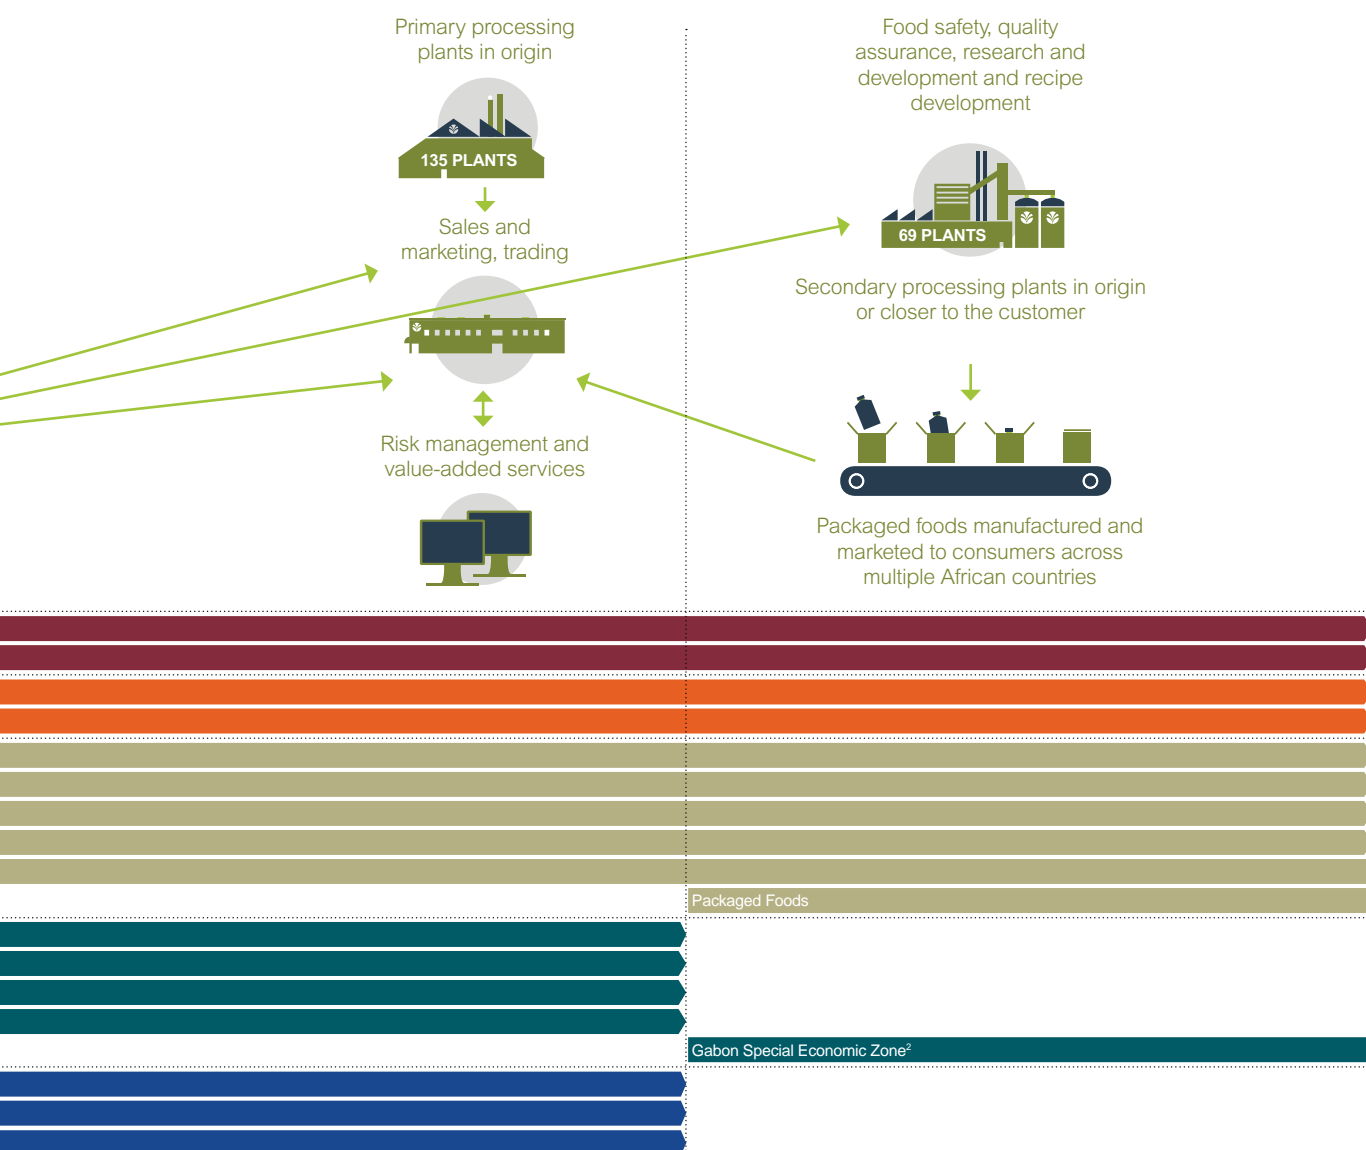 Primary processing
plants in origin
135 PLANTS
Sales and
marketing, trading
Risk management and
value-added services
Food safety, quality
assurance, research and
development and recipe
development
69 PLANTS
Secondary processing plants in origin
or closer to the customer
Packaged foods manufactured and
marketed to consumers across
multiple African countries
Packaged Foods
Gabon Special Economic Zone²